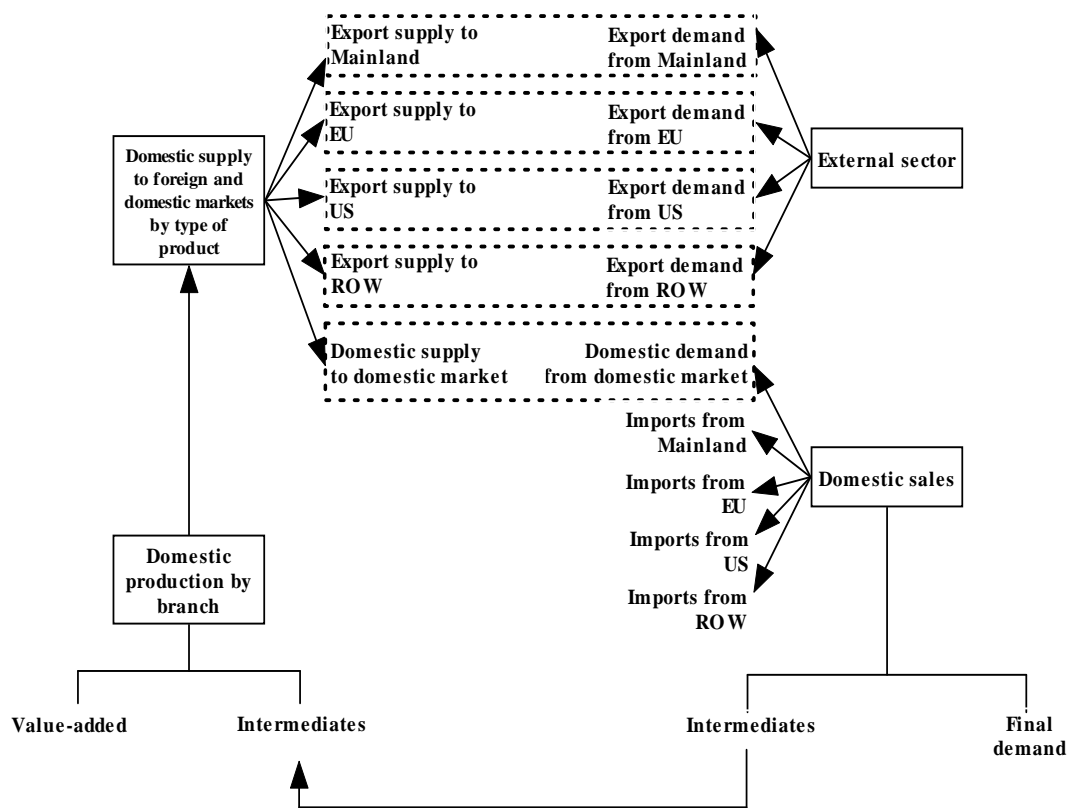 Export supply to
Mainland
Export demand
from Mainland
Export supply to
EU
Export demand
from EU
Domestic supply
to foreign and
domestic markets
by type of
product
External sector
Export supply to
US
Export demand
from US
Export supply to
ROW
Export demand
from ROW
Domestic supply
to domestic market
Domestic demand
from domestic market
Imports from
Mainland
Domestic sales
Imports from
EU
Imports from
US
Imports from
ROW
Domestic
production by
branch
Value-added
Intermediates
Intermediates
Final
demand